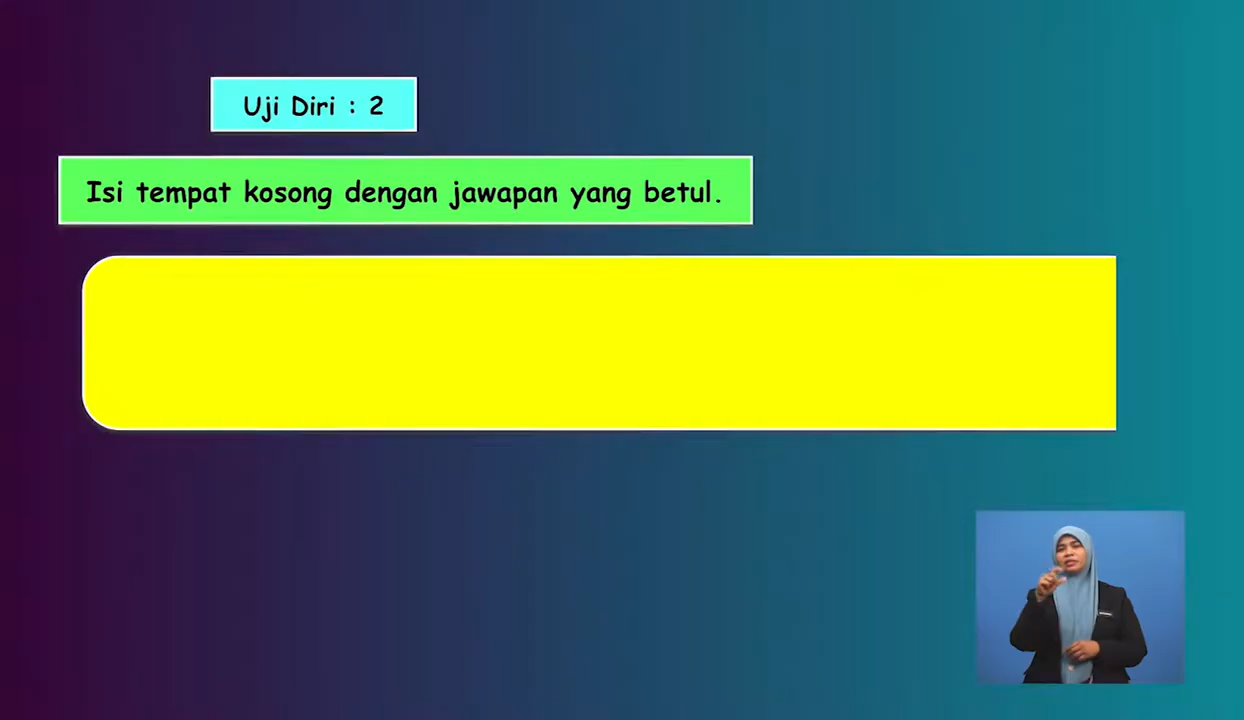 Uji Diri : 2
Isi tempat kosong dengan jawapan yang betul.